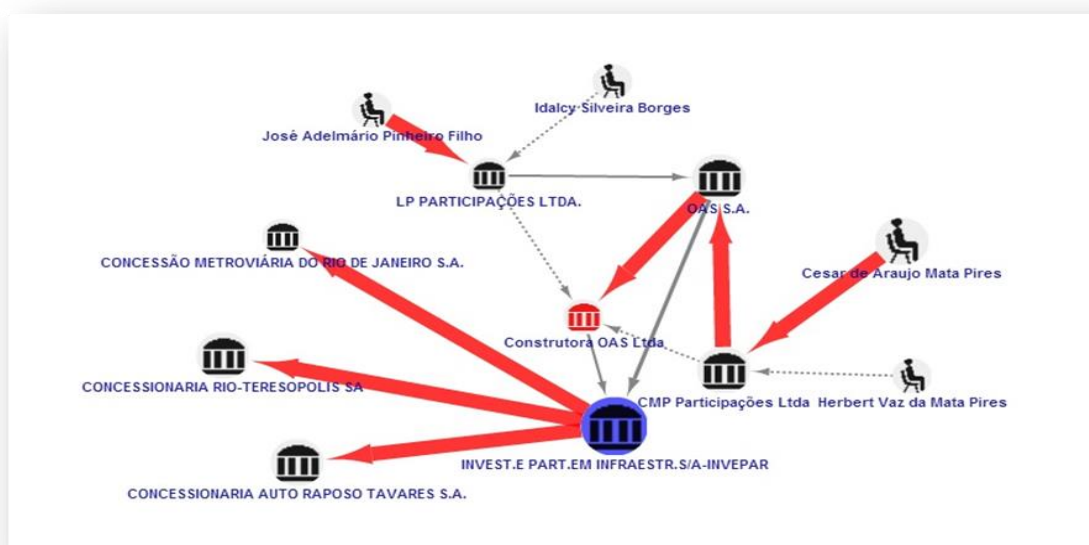 Idalcy Silveira Borges
José Adelmário Pinheiro Filho
LP PARTICIPAÇÕES LTDA.
OAS S.A.
CONCESSÃO METROVIÁRIA DO RIO DE JANEIRO S.A.
Cesar de Araujo Mata Pires
Construtora OAS Ltda
CONCESSIONARIA RIO-TERESOPOLIS SA
CMP Participações Ltda
Herbert Vaz da Mata Pires
INVEST.E PART.EM INFRAESTR.S/A-INVEPAR
CONCESSIONARIA AUTO RAPOSO TAVARES S.A.